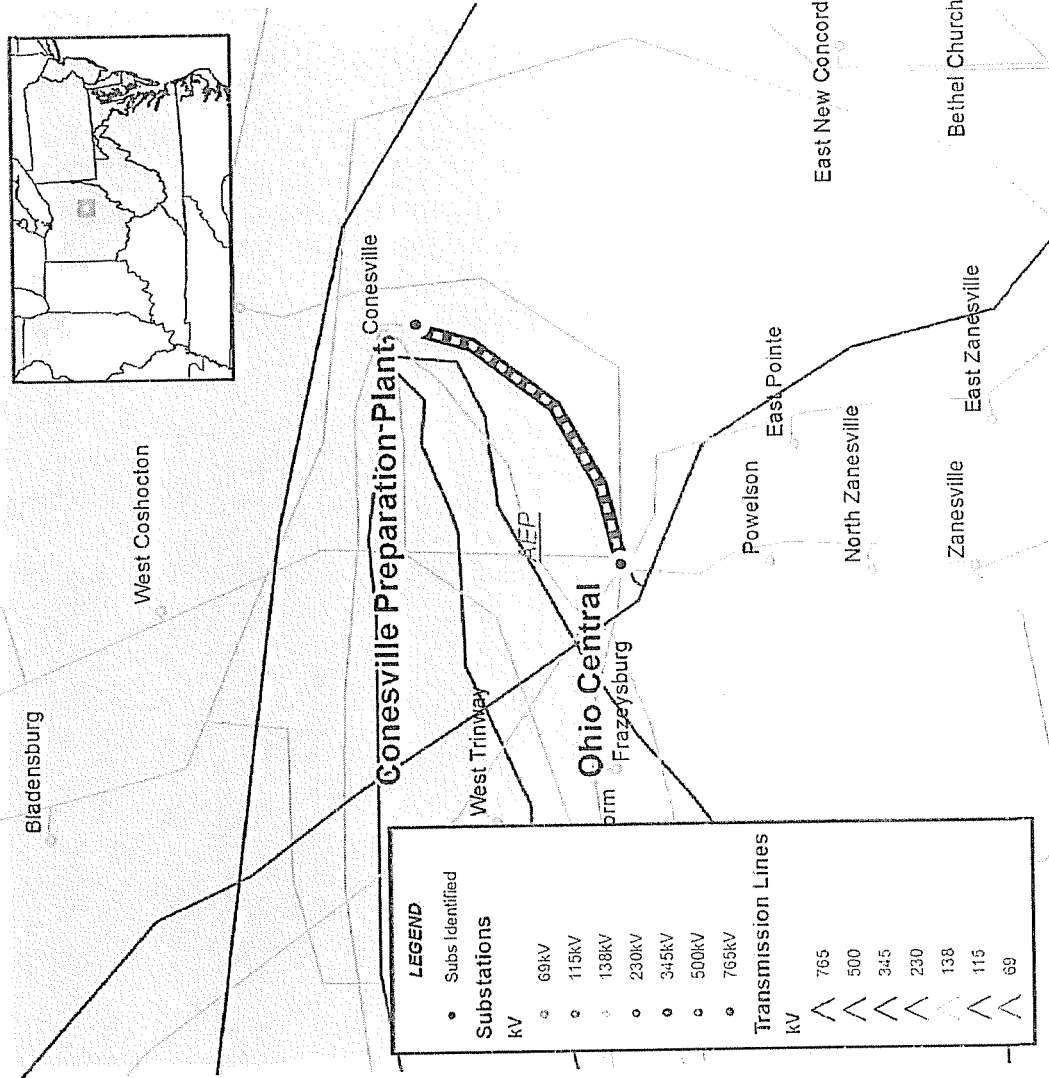 Bladensburg
West Coshocton
Conesville
Conesville Preparation Plant
West Trinway
AEP
Ohio Central
Frazeysburg
orm
East New Concord
Bethel Church
East Pointe
East Zanesville
Powelson
North Zanesville
Zanesville
LEGEND
Subs Identified
Substations
kV
69kV
115kV
138kV
230kV
345kV
500kV
765kV
Transmission Lines
kV
765
500
345
230
138
115
69